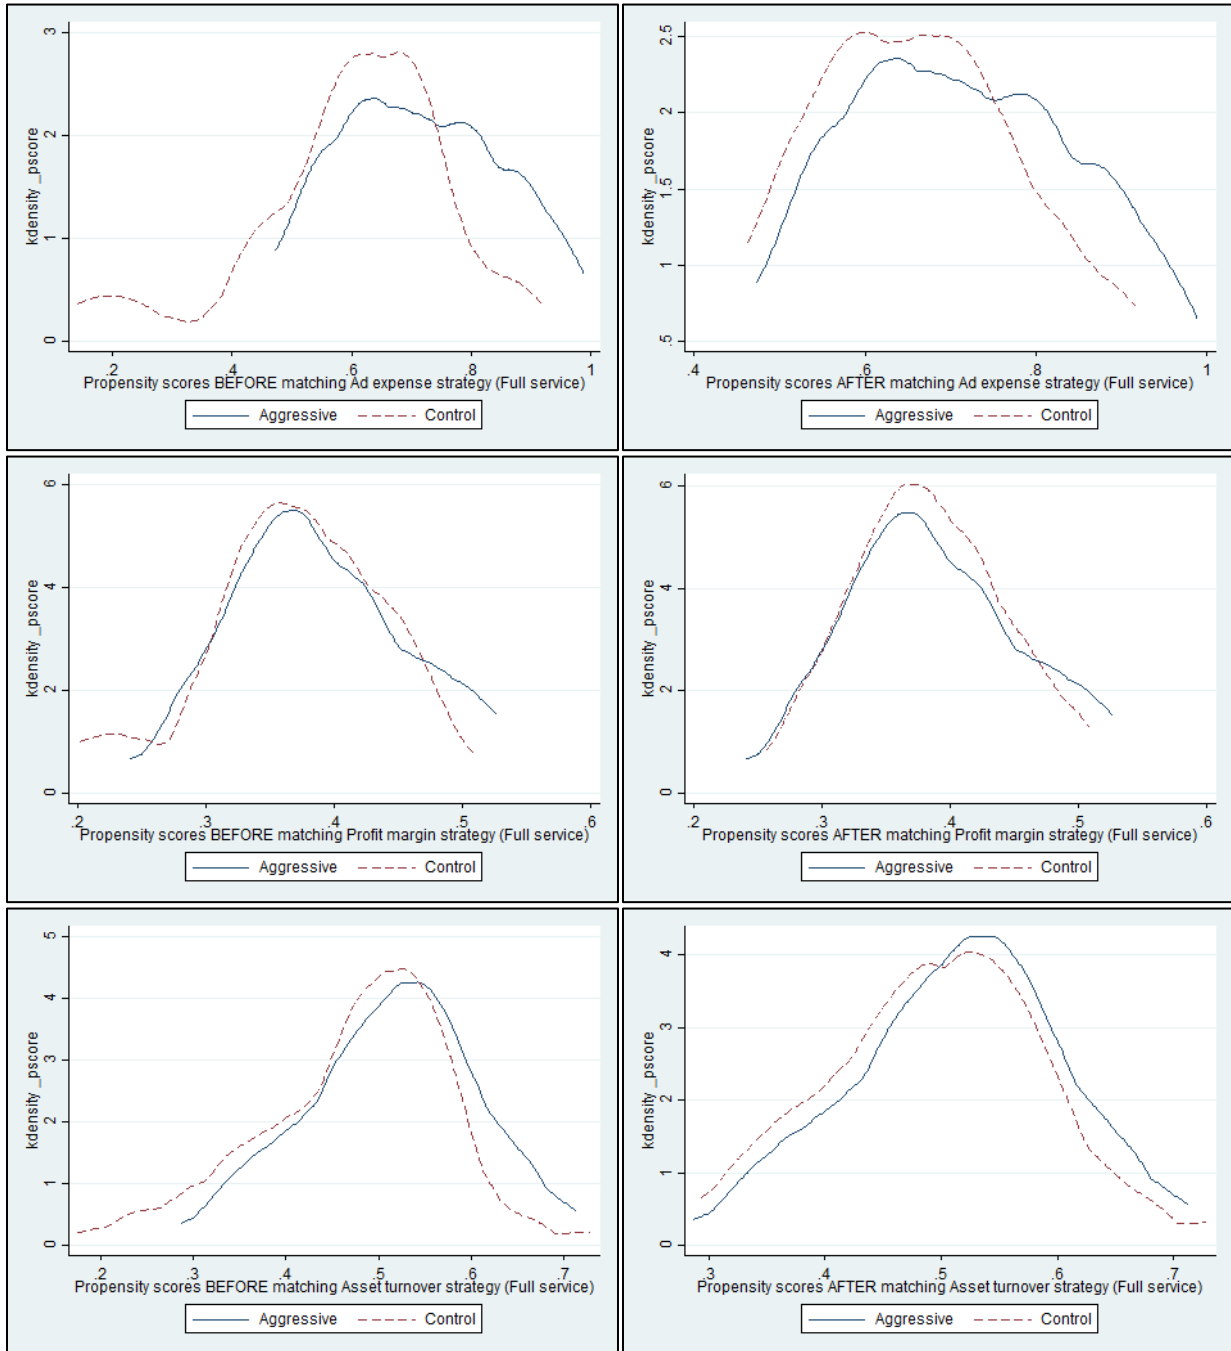 kdensity _pscore
3
2
1
0
.2 .4 .6 .8 1
Propensity scores BEFORE matching Ad expense strategy (Full service)
Aggressive Control
kdensity _pscore
2.5
2
1.5
1
.5
.4 .6 .8 1
Propensity scores AFTER matching Ad expense strategy (Full service)
Aggressive Control
kdensity _pscore
6
4
2
0
.2 .3 .4 .5 .6
Propensity scores BEFORE matching Profit margin strategy (Full service)
Aggressive Control
kdensity _pscore
6
4
2
0
.2 .3 .4 .5 .6
Propensity scores AFTER matching Profit margin strategy (Full service)
Aggressive Control
kdensity _pscore
5
4
3
2
1
0
.2 .3 .4 .5 .6 .7
Propensity scores BEFORE matching Asset turnover strategy (Full service)
Aggressive Control
kdensity _pscore
4
3
2
1
0
.3 .4 .5 .6 .7
Propensity scores AFTER matching Asset turnover strategy (Full service)
Aggressive Control